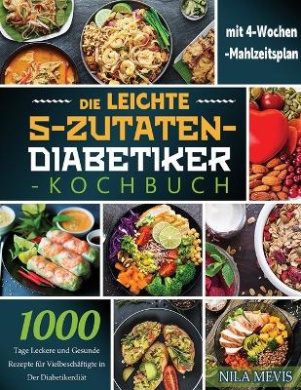 mit 4-Wochen
-Mahlzeitsplan
DIE LEICHTE
5-ZUTATEN-
DIABETIKER
-KOCHBUCH
1000
Tage Leckere und Gesunde
Rezepte für Vielbeschäftigte in
Der Diabetikerdiät
NILA MEVIS